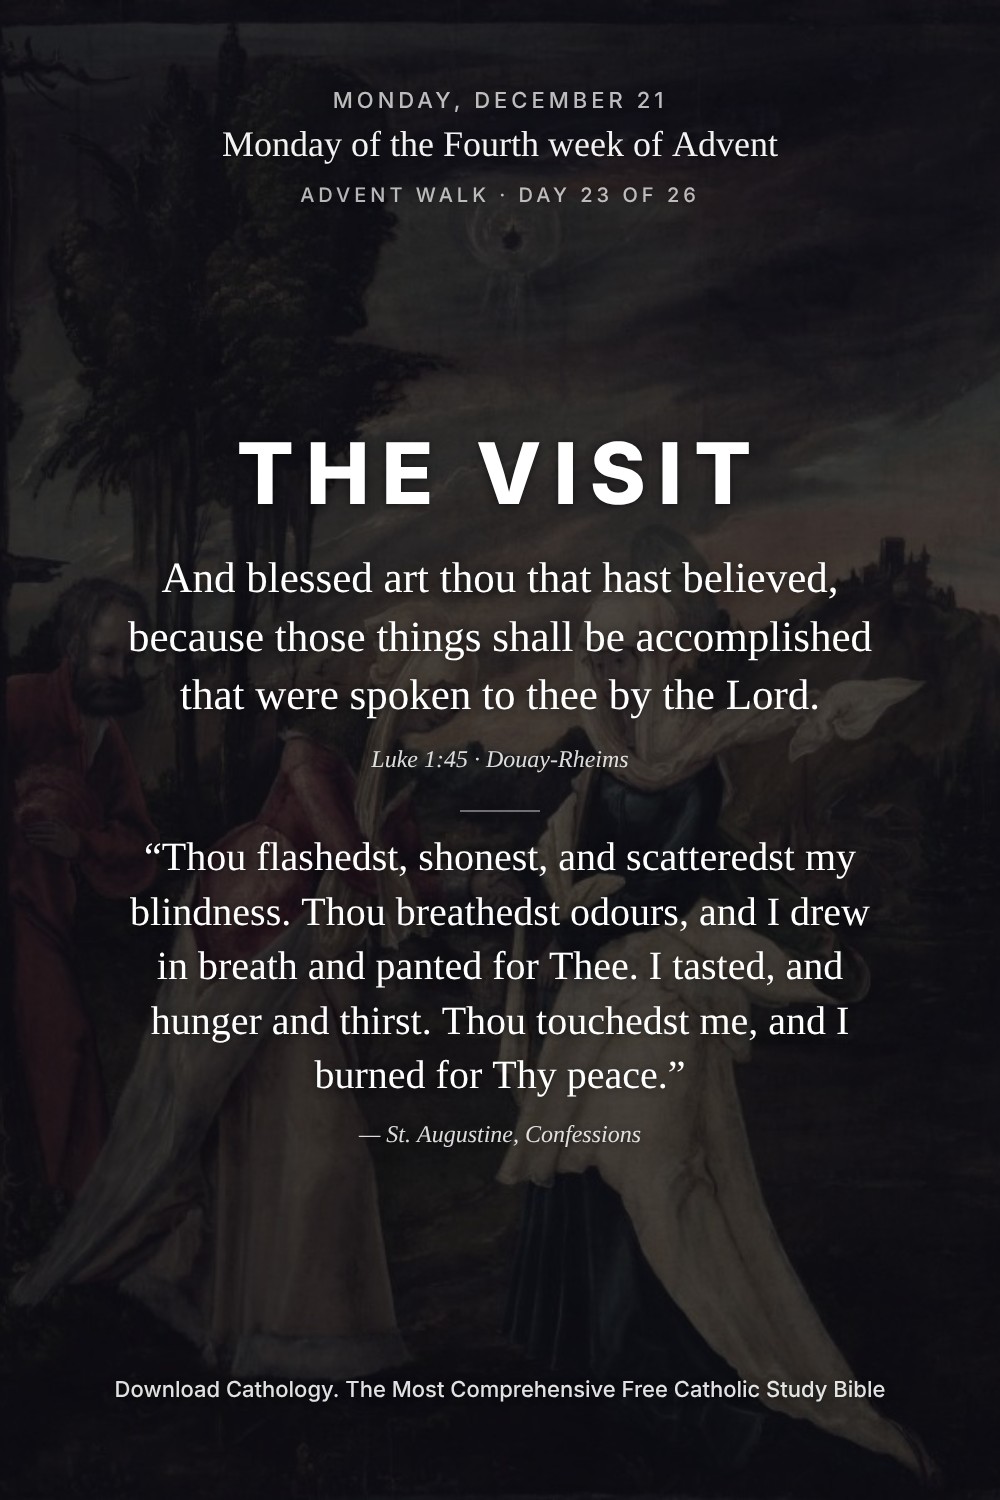 MONDAY, DECEMBER 21
Monday of the Fourth week of Advent
ADVENT WALK · DAY 23 OF 26
THE VISIT
And blessed art thou that hast believed,
because those things shall be accomplished
that were spoken to thee by the Lord.
Luke 1:45 · Douay-Rheims
“Thou flashedst, shonest, and scatteredst my
blindness. Thou breathedst odours, and I drew
in breath and panted for Thee. I tasted, and
hunger and thirst. Thou touchedst me, and I
burned for Thy peace.”
— St. Augustine, Confessions
Download Cathology. The Most Comprehensive Free Catholic Study Bible